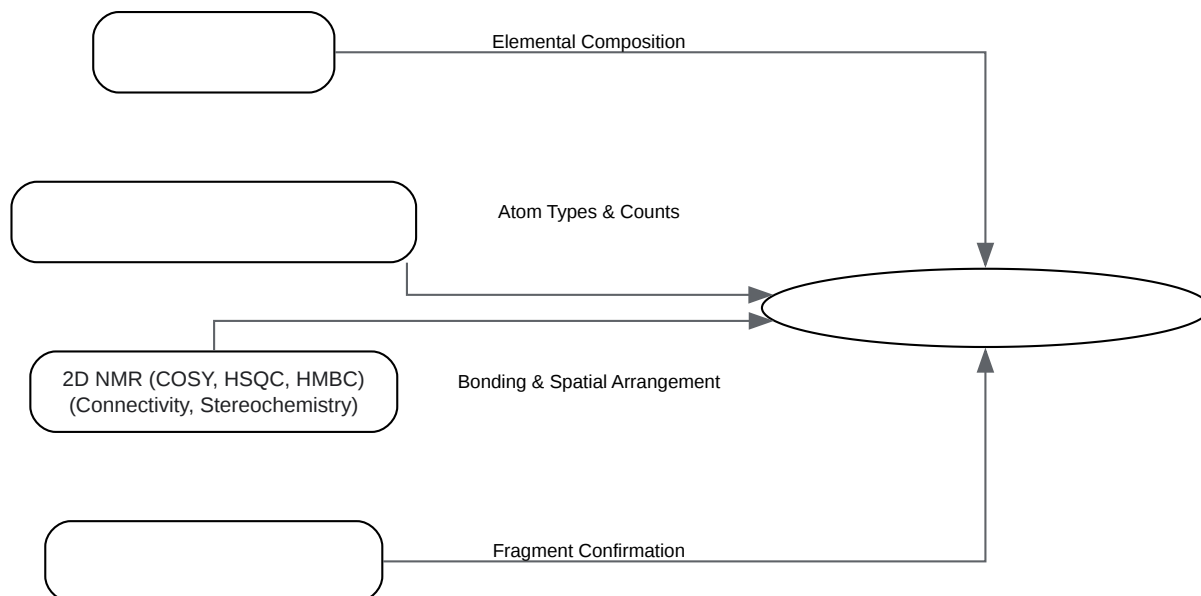 Elemental Composition
Atom Types & Counts
2D NMR (COSY, HSQC, HMBC)
(Connectivity, Stereochemistry)
Bonding & Spatial Arrangement
Fragment Confirmation